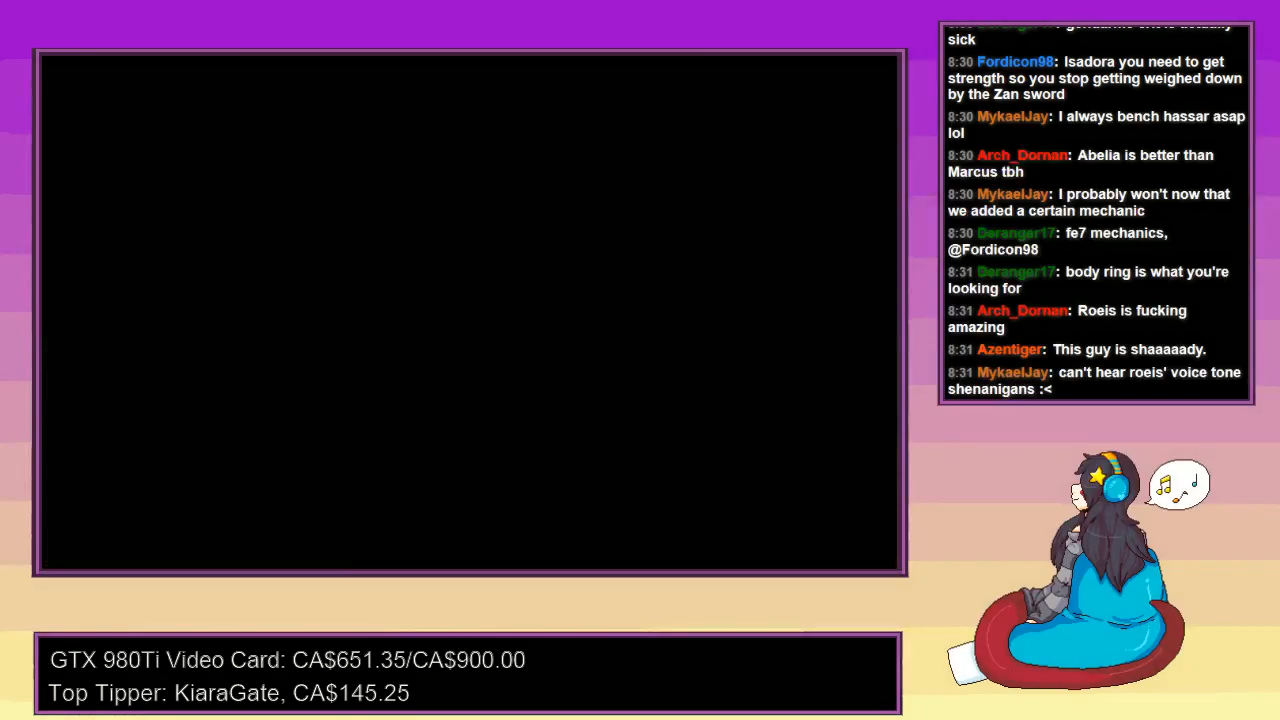 sick
8:30 Fordicon98: Isadora you need to get
strength so you stop getting weighed down
by the Zan sword
8:30 MykaelJay: I always bench hassar asap
lol
8:30 Arch_Dornan: Abelia is better than
Marcus tbh
8:30 MykaelJay: I probably won't now that
we added a certain mechanic
8:30 Deranger17: fe7 mechanics,
@Fordicon98
8:31 Deranger17: body ring is what you're
looking for
8:31 Arch_Dornan: Roeis is fucking
amazing
8:31 Azentiger: This guy is shaaaaady.
8:31 MykaelJay: can't hear roeis' voice tone
shenanigans :<
GTX 980Ti Video Card: CA$651.35/CA$900.00
Top Tipper: KiaraGate, CA$145.25